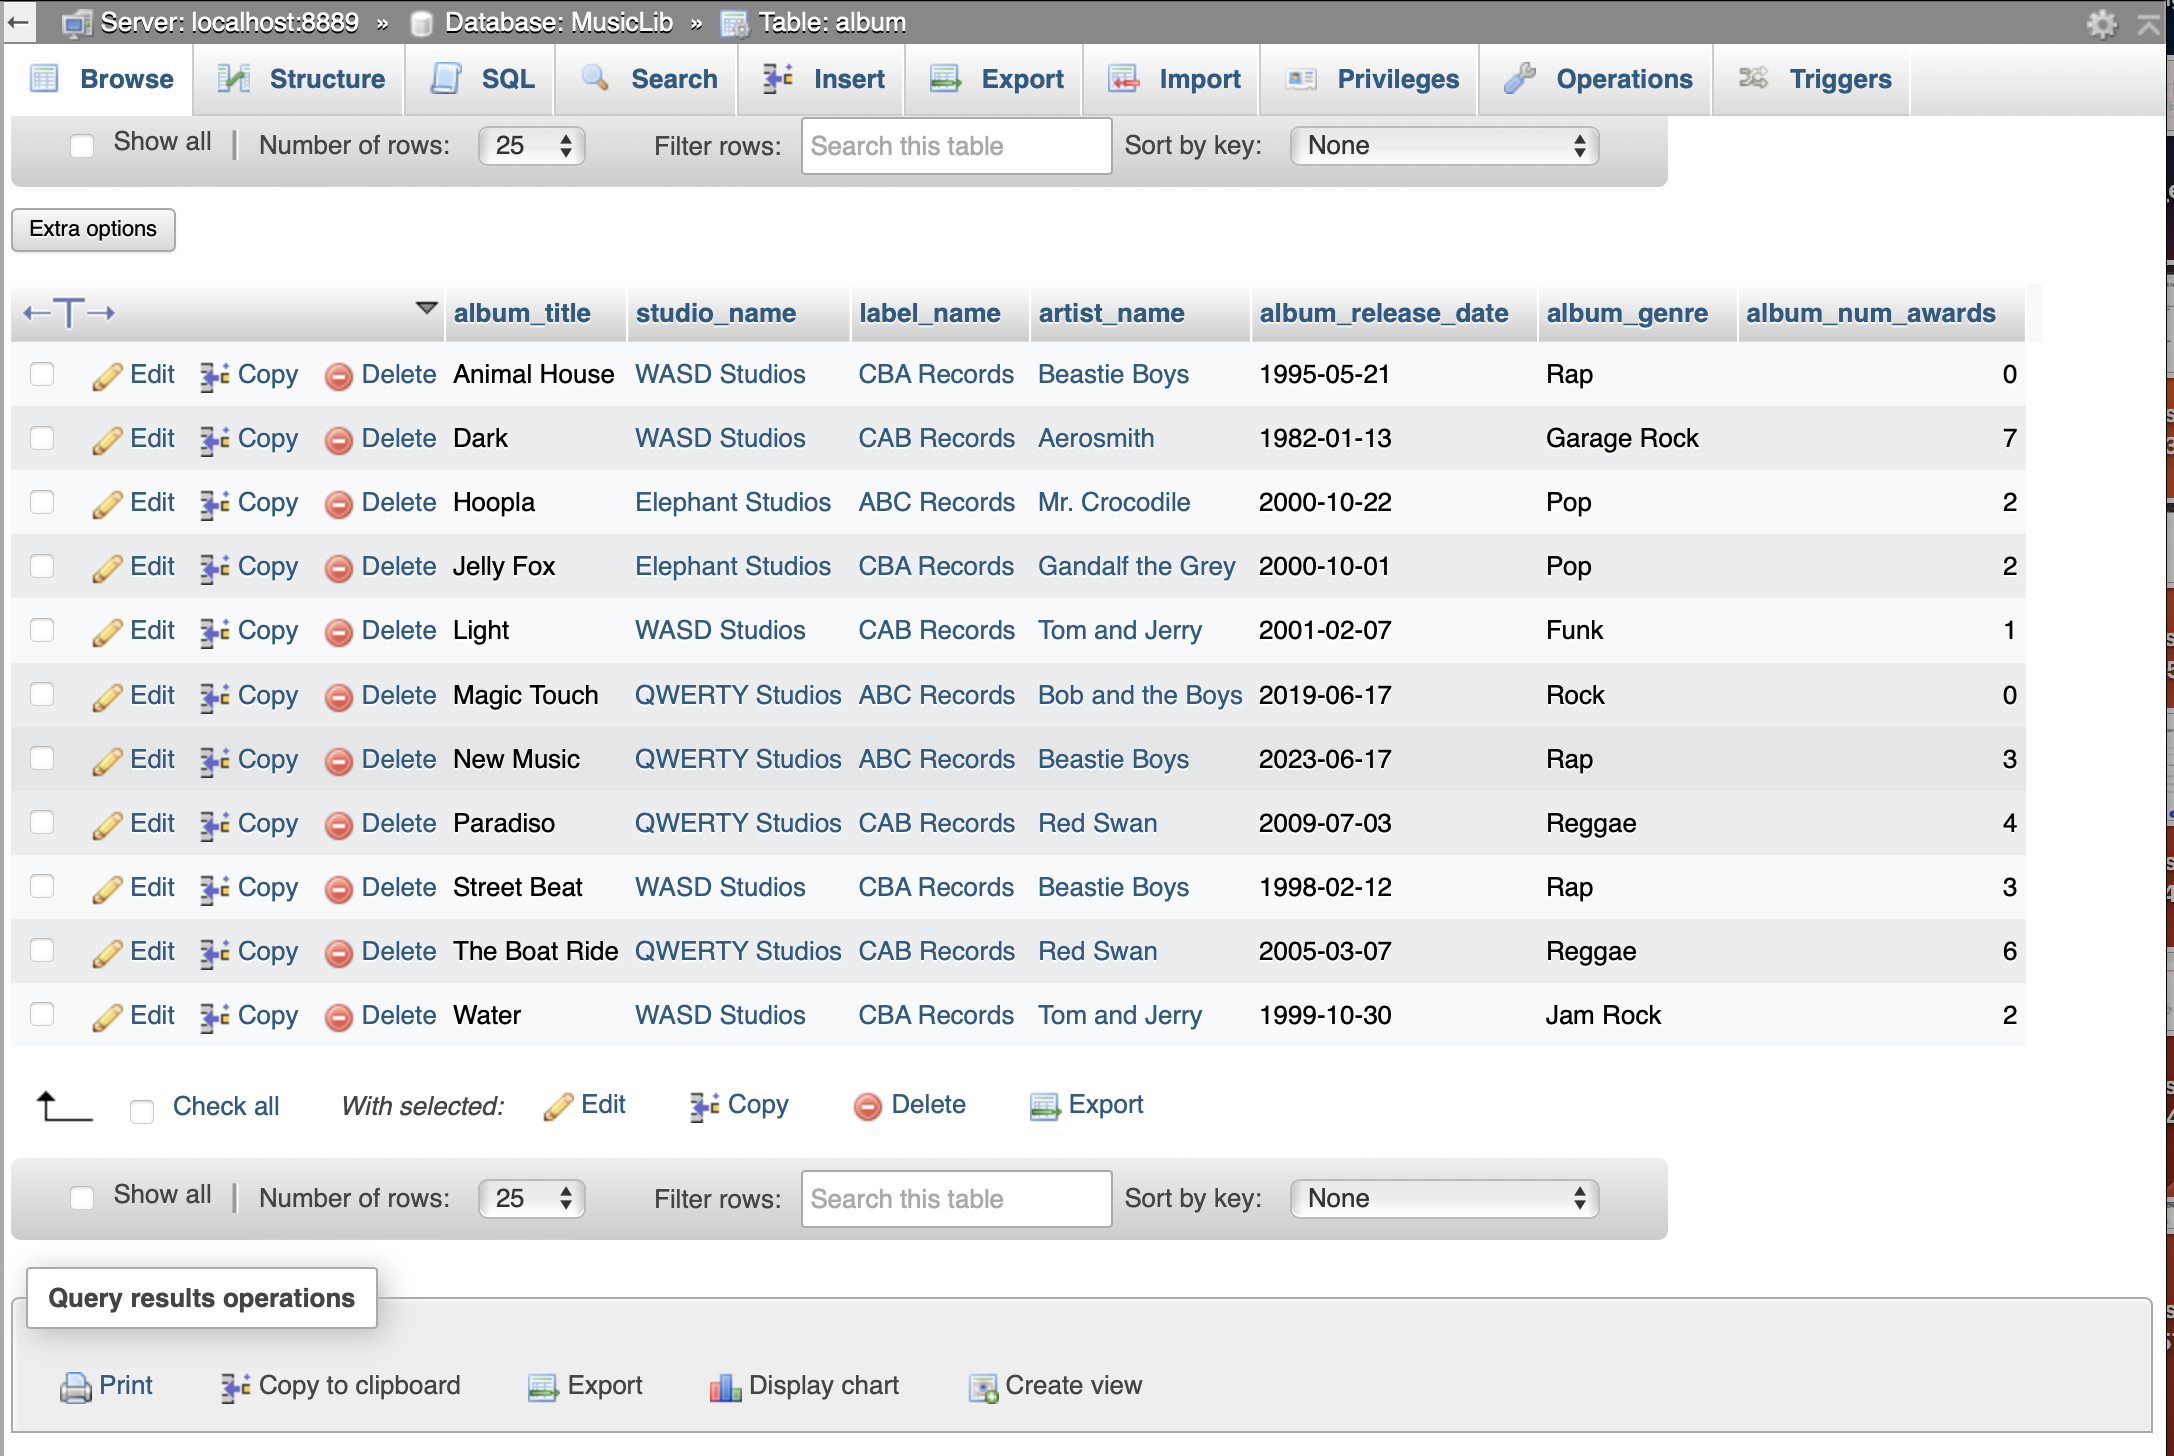 Server: localhost:8889 » Database: MusicLib » Table: album
Browse Structure SQL Search Insert Export Import Privileges Operations Triggers
Show all | Number of rows: 25 Filter rows: Search this table Sort by key: None
Extra options
←T→ album_title studio_name label_name artist_name album_release_date album_genre album_num_awards
Edit Copy Delete Animal House WASD Studios CBA Records Beastie Boys 1995-05-21 Rap 0
Edit Copy Delete Dark WASD Studios CAB Records Aerosmith 1982-01-13 Garage Rock 7
Edit Copy Delete Hoopla Elephant Studios ABC Records Mr. Crocodile 2000-10-22 Pop 2
Edit Copy Delete Jelly Fox Elephant Studios CBA Records Gandalf the Grey 2000-10-01 Pop 2
Edit Copy Delete Light WASD Studios CAB Records Tom and Jerry 2001-02-07 Funk 1
Edit Copy Delete Magic Touch QWERTY Studios ABC Records Bob and the Boys 2019-06-17 Rock 0
Edit Copy Delete New Music QWERTY Studios ABC Records Beastie Boys 2023-06-17 Rap 3
Edit Copy Delete Paradiso QWERTY Studios CAB Records Red Swan 2009-07-03 Reggae 4
Edit Copy Delete Street Beat WASD Studios CBA Records Beastie Boys 1998-02-12 Rap 3
Edit Copy Delete The Boat Ride QWERTY Studios CAB Records Red Swan 2005-03-07 Reggae 6
Edit Copy Delete Water WASD Studios CBA Records Tom and Jerry 1999-10-30 Jam Rock 2
Check all With selected: Edit Copy Delete Export
Show all | Number of rows: 25 Filter rows: Search this table Sort by key: None
Query results operations
Print Copy to clipboard Export Display chart Create view